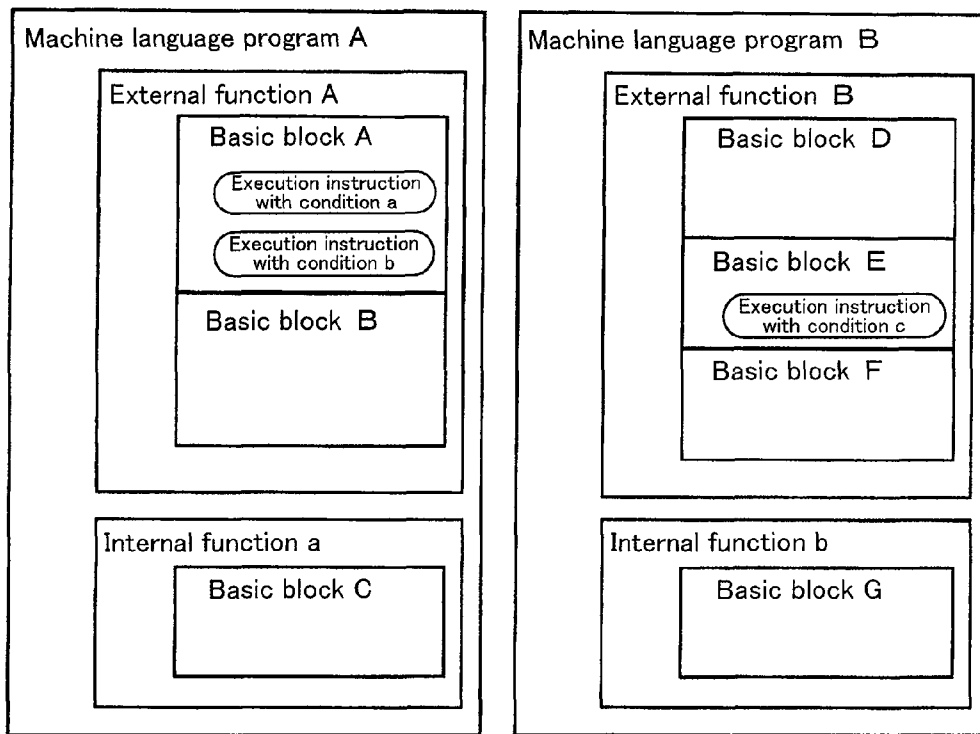 Machine language program A
External function A
Basic block A
Execution instruction
with condition a
Execution instruction
with condition b
Basic block B
Internal function a
Basic block C
Machine language program B
External function B
Basic block D
Basic block E
Execution instruction
with condition c
Basic block F
Internal function b
Basic block G